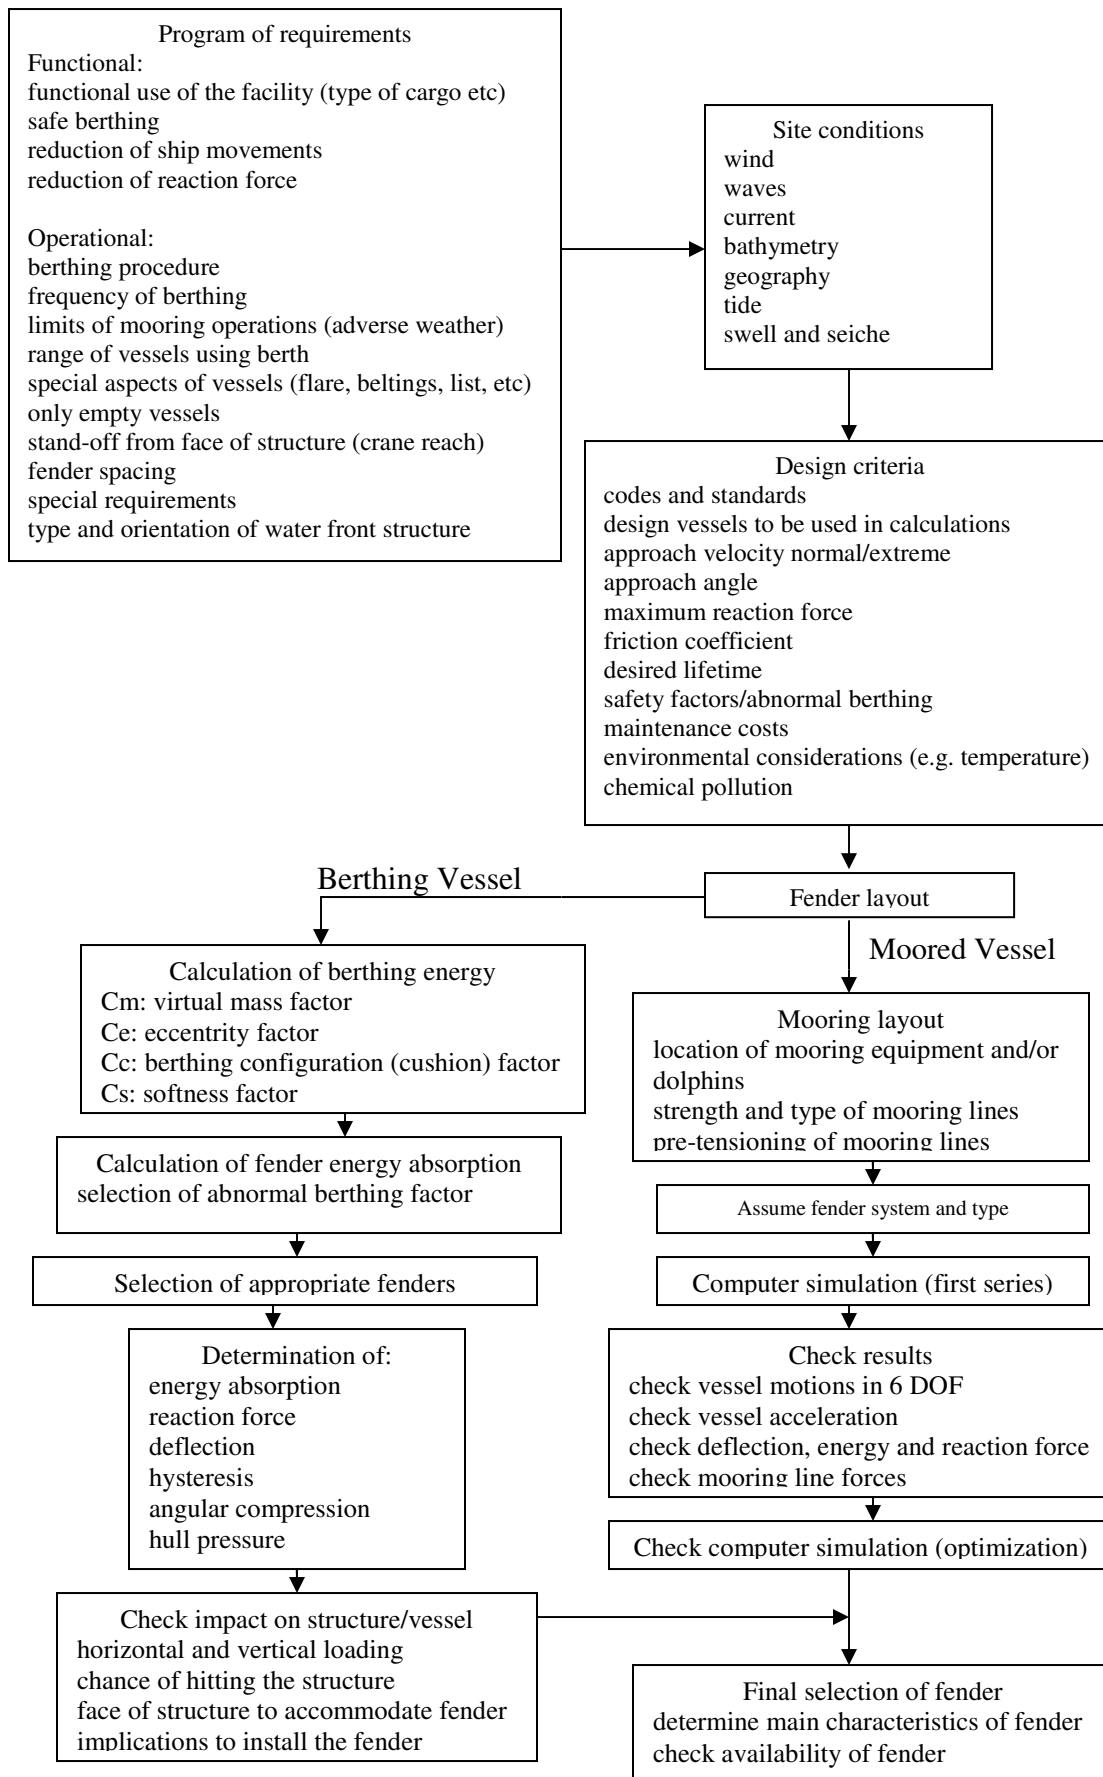 Program of requirements
Functional:
functional use of the facility (type of cargo etc)
safe berthing
reduction of ship movements
reduction of reaction force
Operational:
berthing procedure
frequency of berthing
limits of mooring operations (adverse weather)
range of vessels using berth
special aspects of vessels (flare, beltings, list, etc)
only empty vessels
stand-off from face of structure (crane reach)
fender spacing
special requirements
type and orientation of water front structure
Site conditions
wind
waves
current
bathymetry
geography
tide
swell and seiche
Design criteria
codes and standards
design vessels to be used in calculations
approach velocity normal/extreme
approach angle
maximum reaction force
friction coefficient
desired lifetime
safety factors/abnormal berthing
maintenance costs
environmental considerations (e.g. temperature)
chemical pollution
Fender layout
Berthing Vessel
Calculation of berthing energy
Cm: virtual mass factor
Ce: eccentrity factor
Cc: berthing configuration (cushion) factor
Cs: softness factor
Calculation of fender energy absorption
selection of abnormal berthing factor
Selection of appropriate fenders
Determination of:
energy absorption
reaction force
deflection
hysteresis
angular compression
hull pressure
Check impact on structure/vessel
horizontal and vertical loading
chance of hitting the structure
face of structure to accommodate fender
implications to install the fender
Moored Vessel
Mooring layout
location of mooring equipment and/or
dolphins
strength and type of mooring lines
pre-tensioning of mooring lines
Assume fender system and type
Computer simulation (first series)
Check results
check vessel motions in 6 DOF
check vessel acceleration
check deflection, energy and reaction force
check mooring line forces
Check computer simulation (optimization)
Final selection of fender
determine main characteristics of fender
check availability of fender